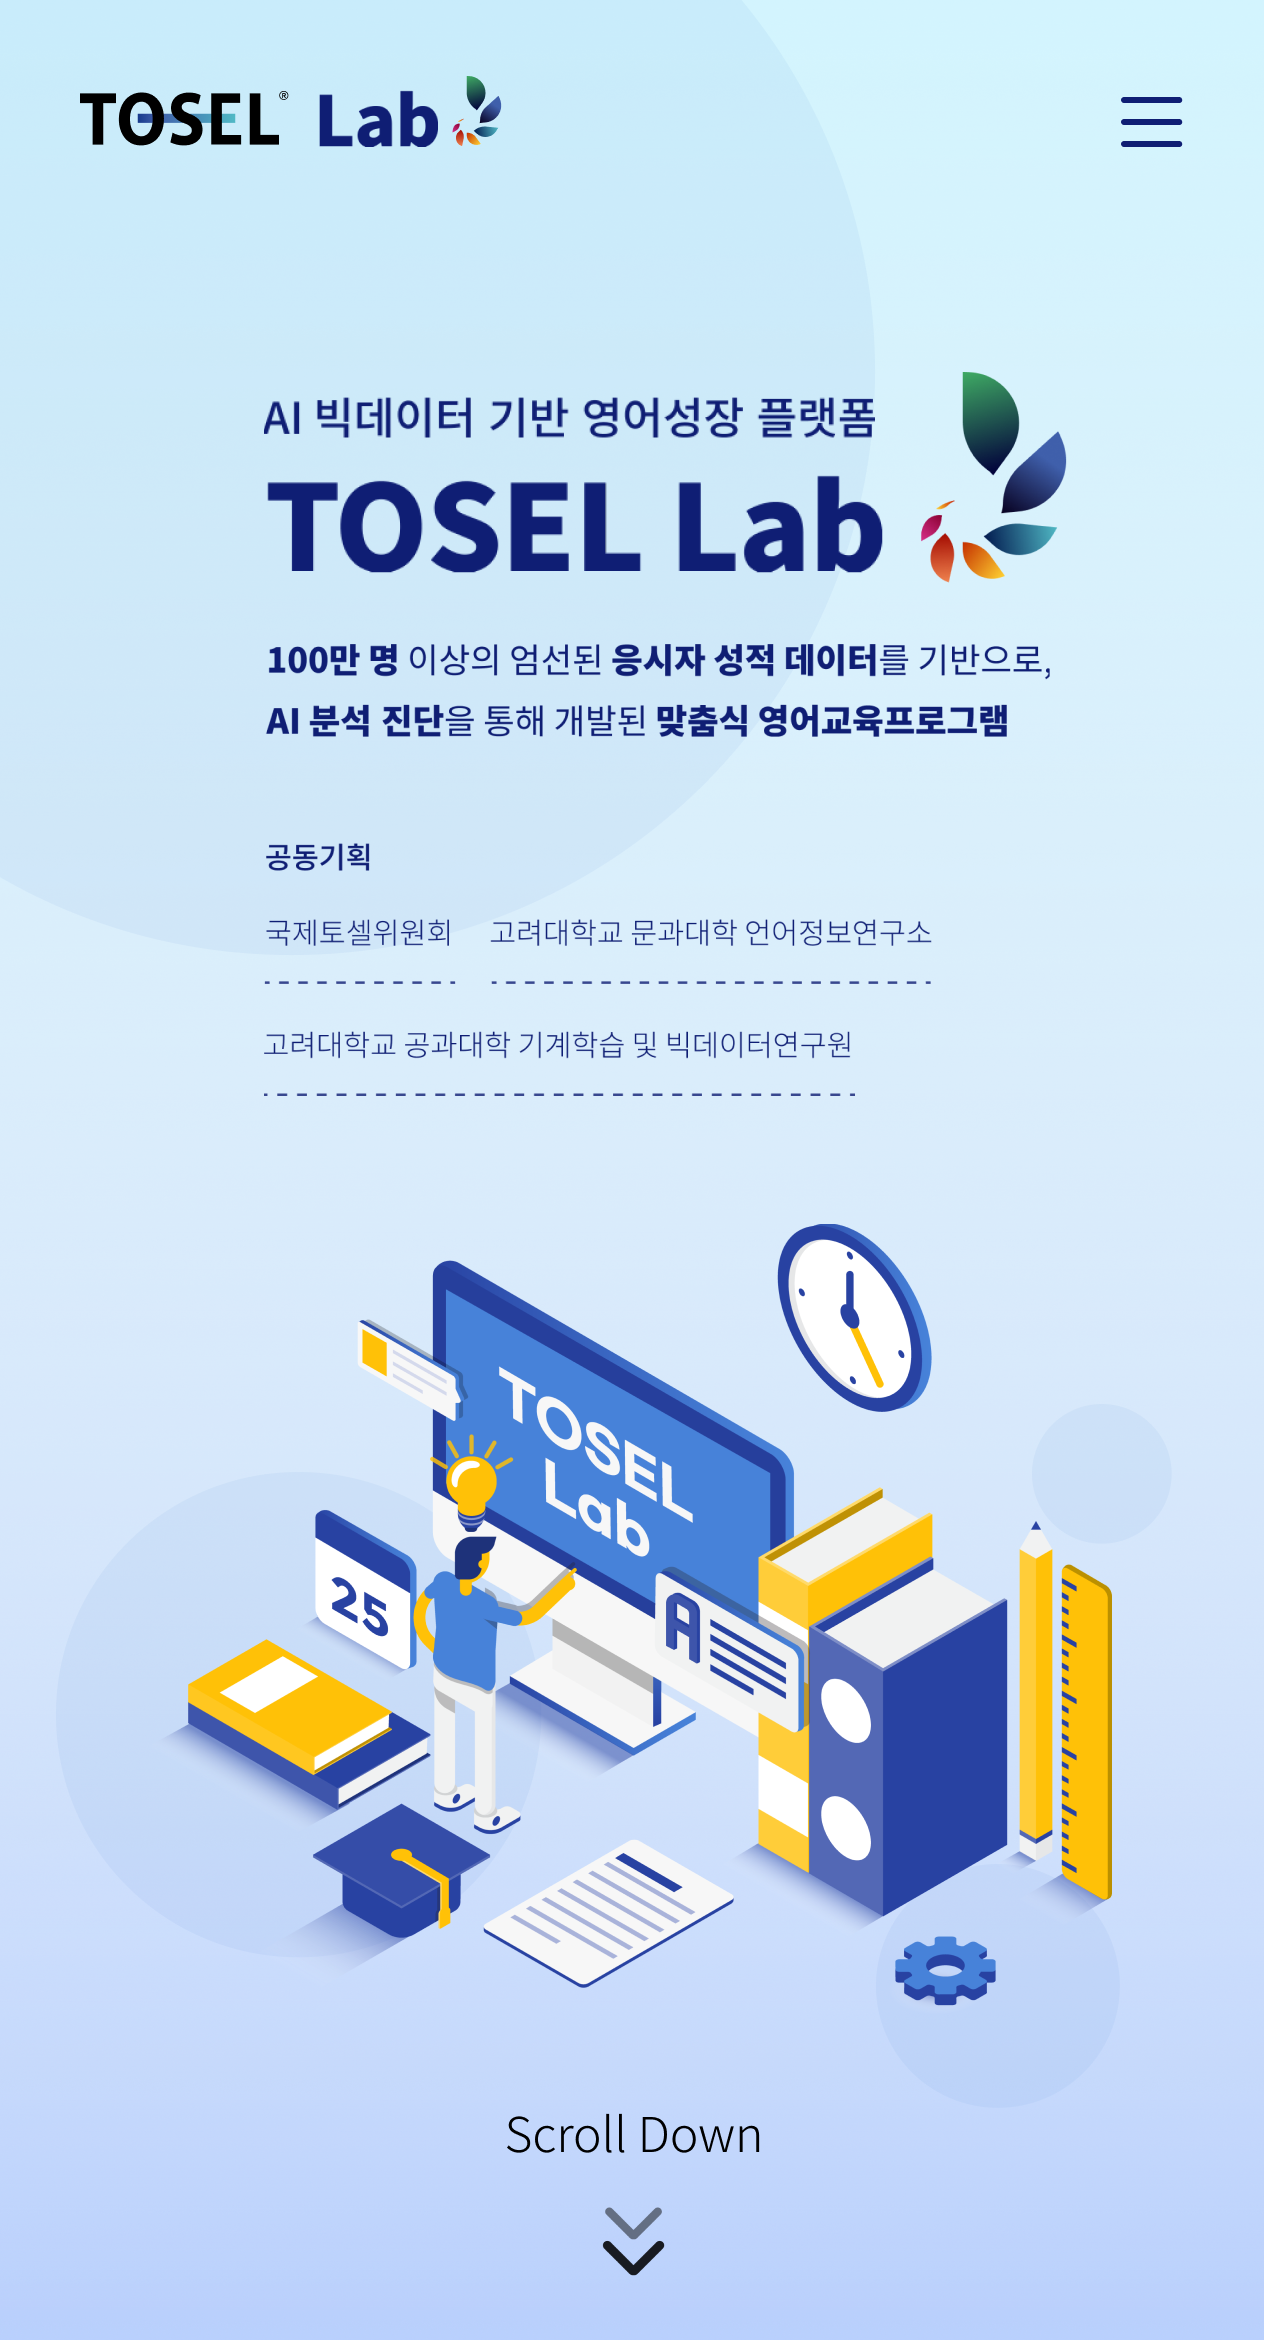 TOSEL® Lab
AI 빅데이터 기반 영어성장 플랫폼
TOSEL Lab
100만 명 이상의 엄선된 응시자 성적 데이터를 기반으로,
AI 분석 진단을 통해 개발된 맞춤식 영어교육프로그램
공동기획
국제토셀위원회 고려대학교 문과대학 언어정보연구소
고려대학교 공과대학 기계학습 및 빅데이터연구원
TOSEL
Lab
25
A
Scroll Down